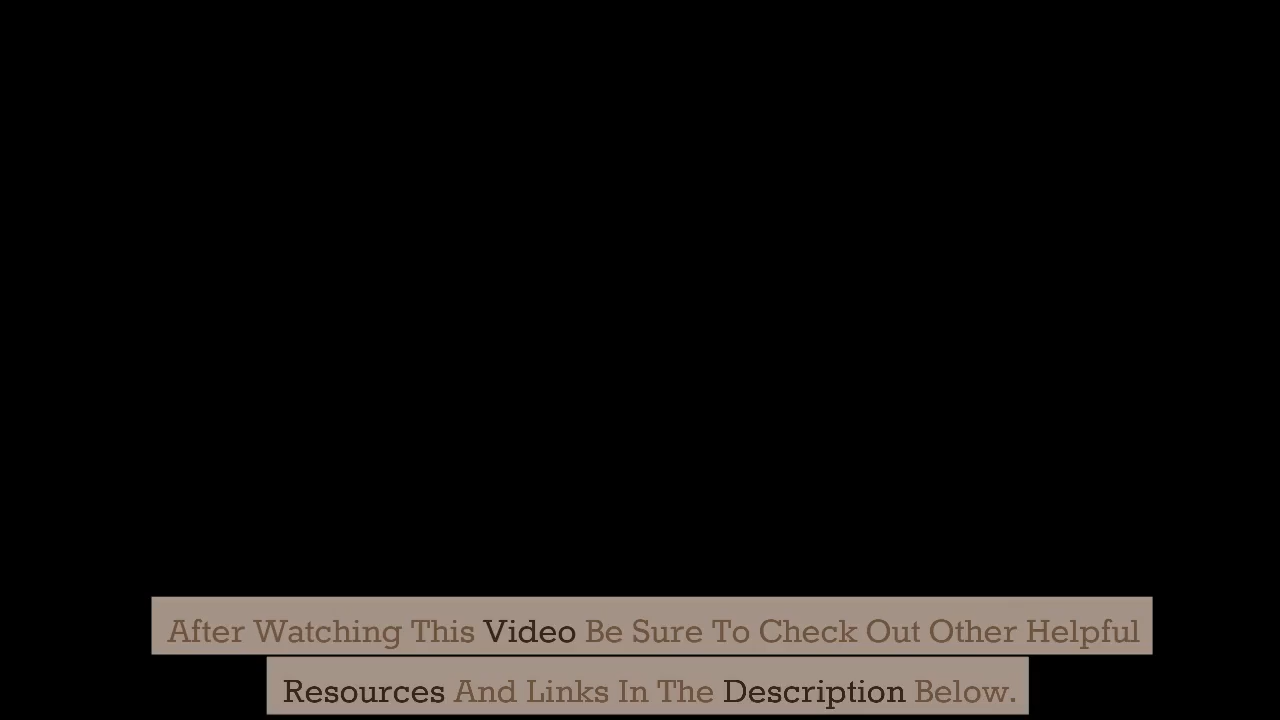 After Watching This Video Be Sure To Check Out Other Helpful
Resources And Links In The Description Below.